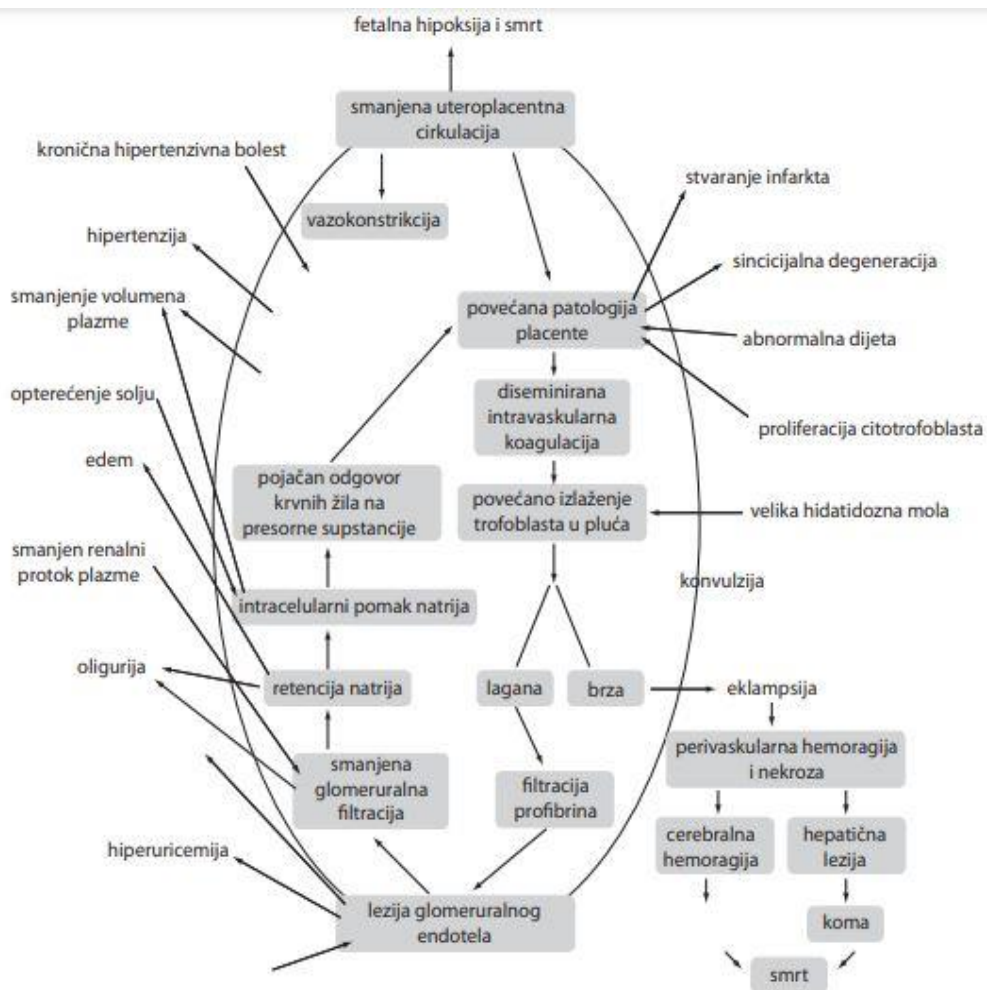 fetalna hipoksija i smrt
smanjena uteroplacentna
cirkulacija
kronična hipertenzivna bolest
vazokonstrikcija
stvaranje infarkta
hipertenzija
sincicijalna degeneracija
smanjenje volumena
plazme
povećana patologija
placente
abnormalna dijeta
opterećenje solju
diseminirana
intravaskularna
koagulacija
proliferacija citotrofoblasta
edem
pojačan odgovor
krvnih žila na
presorne supstancije
povećano izlaženje
trofoblasta u pluća
velika hidatidozna mola
smanjen renalni
protok plazme
konvulzija
intracelularni pomak natrija
oligurija
retencija natrija
lagana
brza
eklampsija
perivaskularna hemoragija
i nekroza
smanjena
glomeruralna
filtracija
filtracija
profibrina
cerebralna
hemoragija
hepatična
lezija
hiperuricemija
lezija glomeruralnog
endotela
koma
smrt